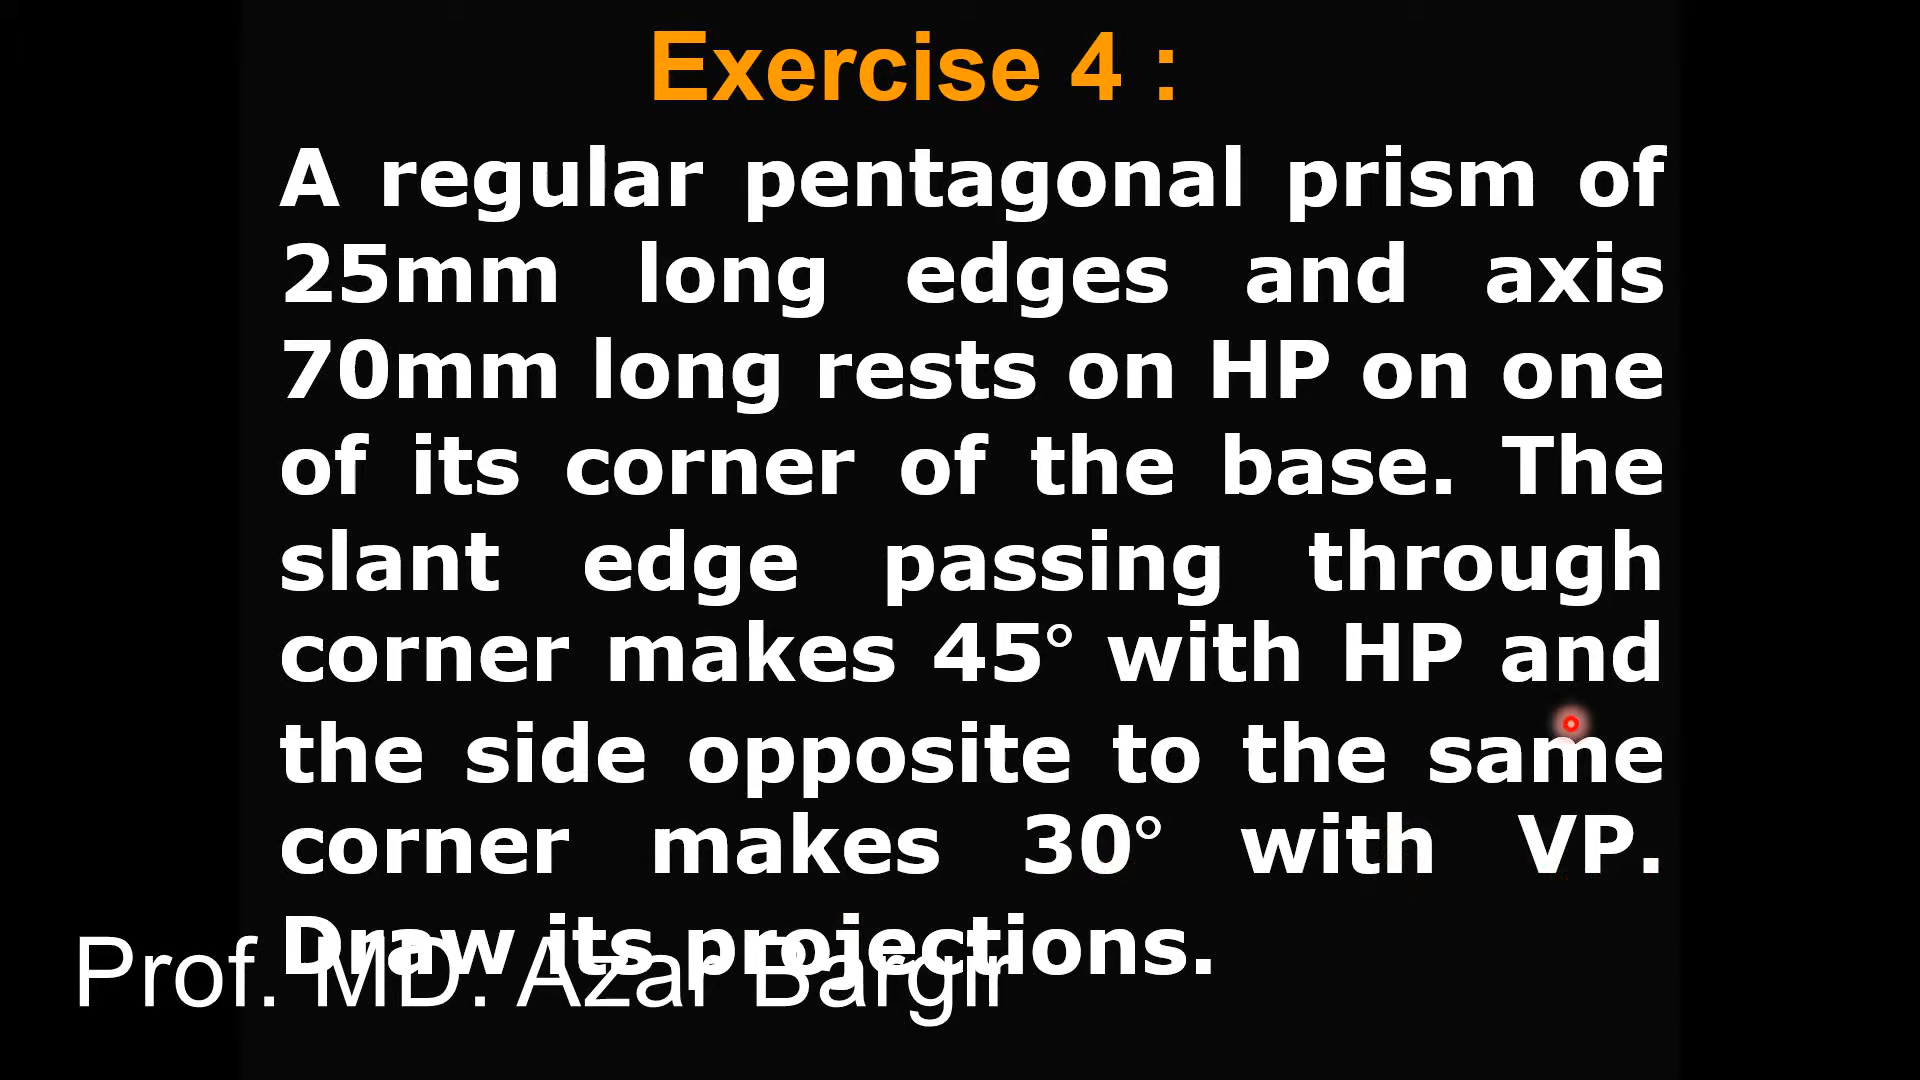 Exercise 4 :
A regular pentagonal prism of
25mm long edges and axis
70mm long rests on HP on one
of its corner of the base. The
slant edge passing through
corner makes 45° with HP and
the side opposite to the same
corner makes 30° with VP.
Draw its projections.
Prof. MD. Azar Bargir